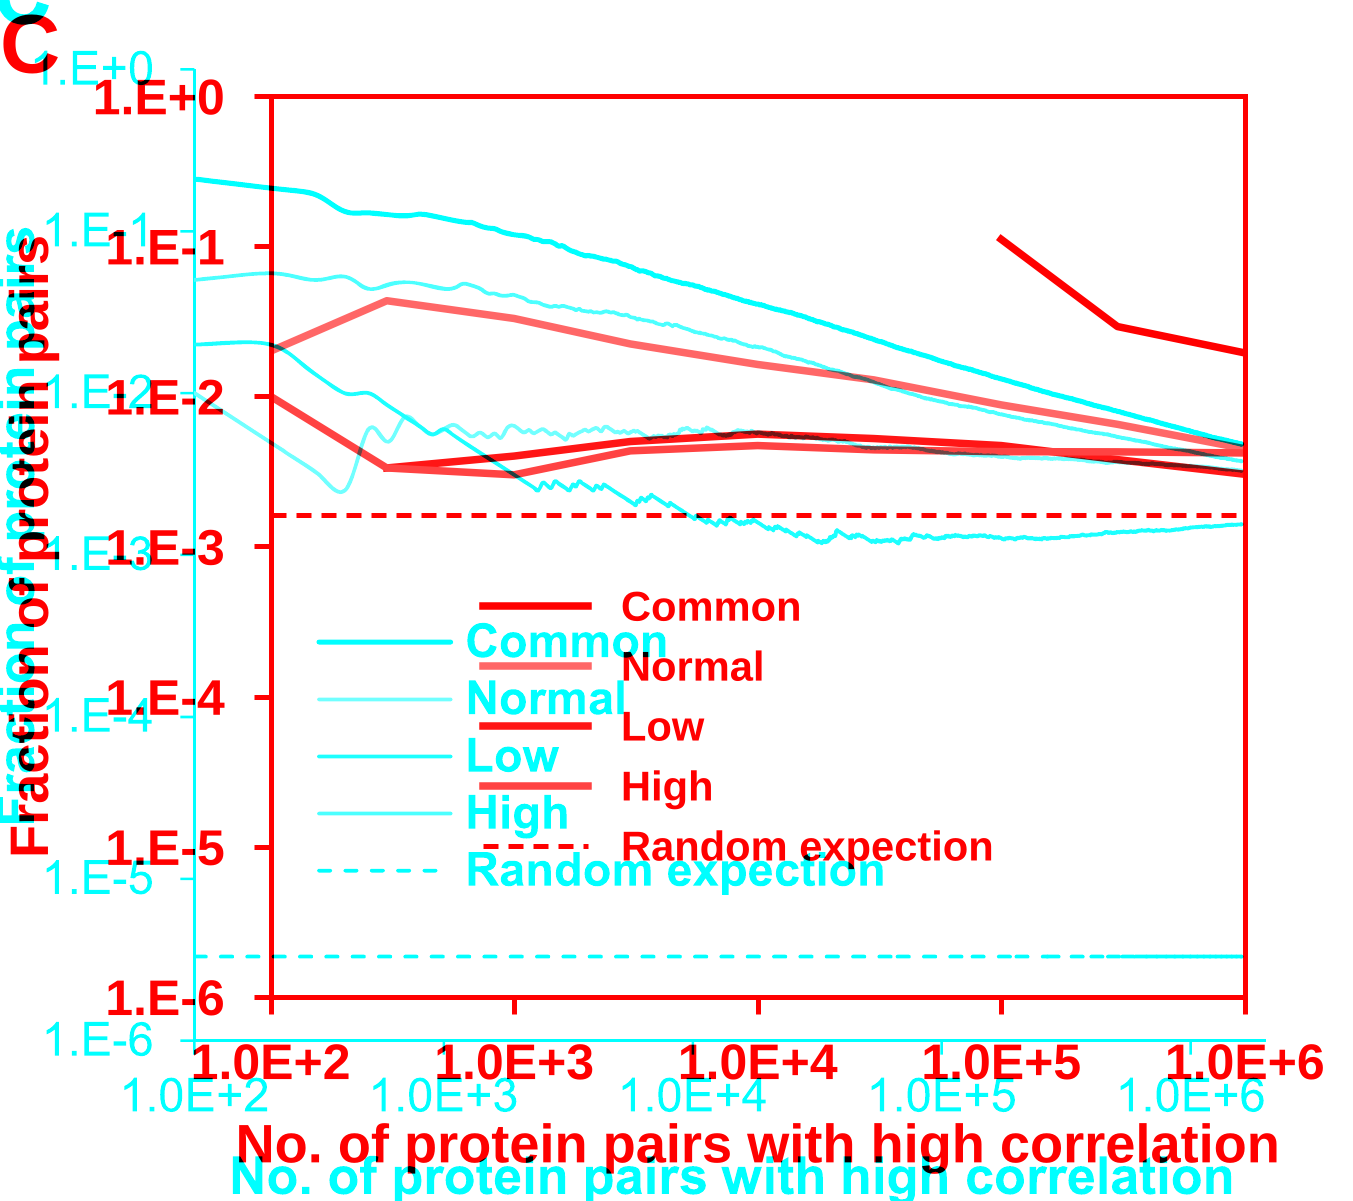 C
C
1.E+0
1.E+0
1.E-1
1.E-1
1.E-2
1.E-2
1.E-3
1.E-3
1.E-4
1.E-4
1.E-5
1.E-5
1.E-6
1.E-6
Fraction of protein pairs
Fraction of protein pairs
Common
Common
Normal
Normal
Low
Low
High
High
Random expection
Random expection
1.0E+2 1.0E+3 1.0E+4 1.0E+5 1.0E+6
1.0E+2 1.0E+3 1.0E+4 1.0E+5 1.0E+6
No. of protein pairs with high correlation
No. of protein pairs with high correlation